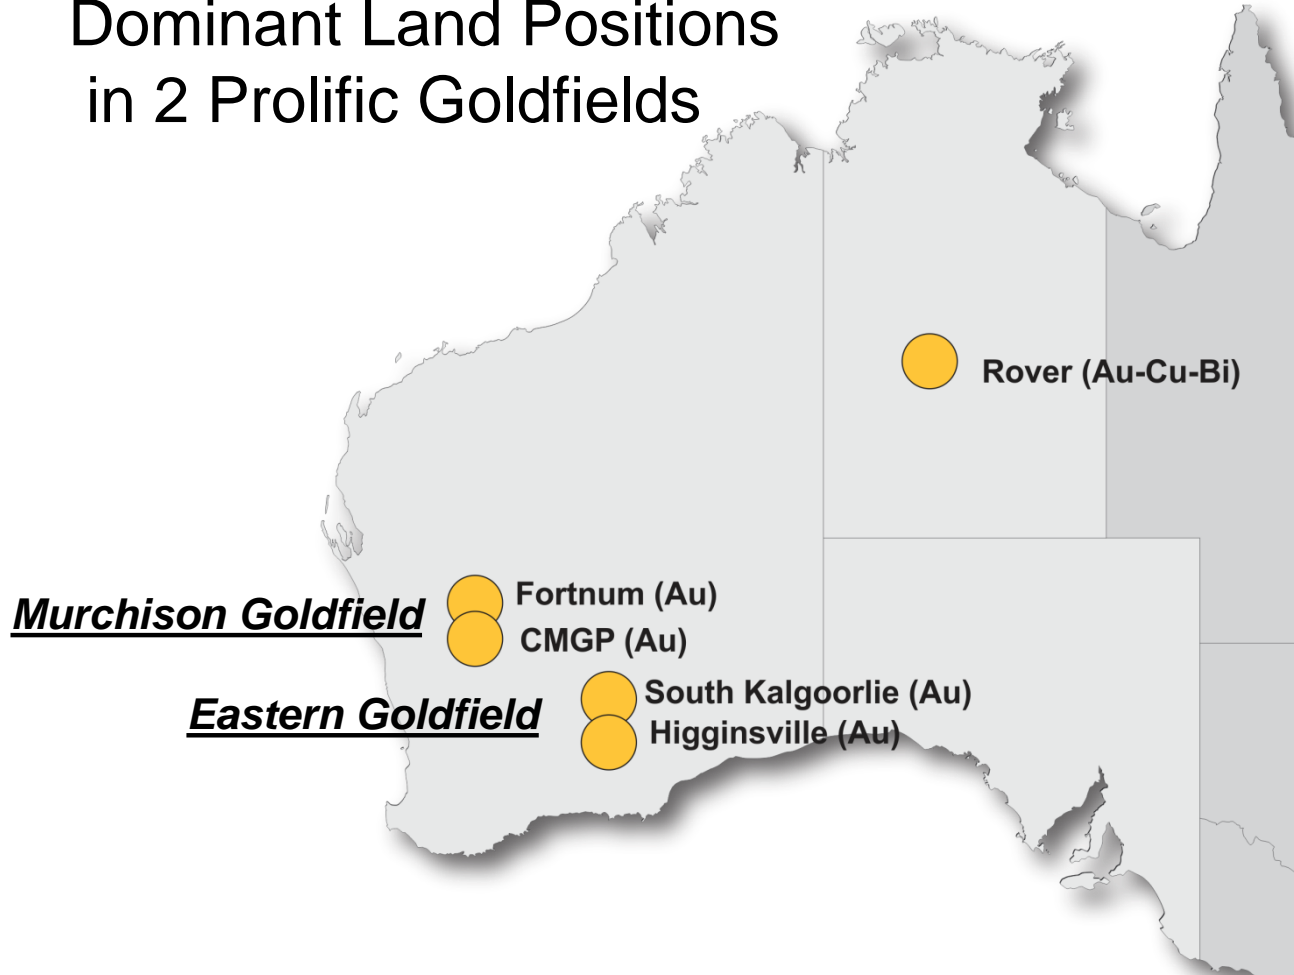 Dominant Land Positions
in 2 Prolific Goldfields
Rover (Au-Cu-Bi)
Murchison Goldfield
Fortnum (Au)
CMGP (Au)
Eastern Goldfield
South Kalgoorlie (Au)
Higginsville (Au)